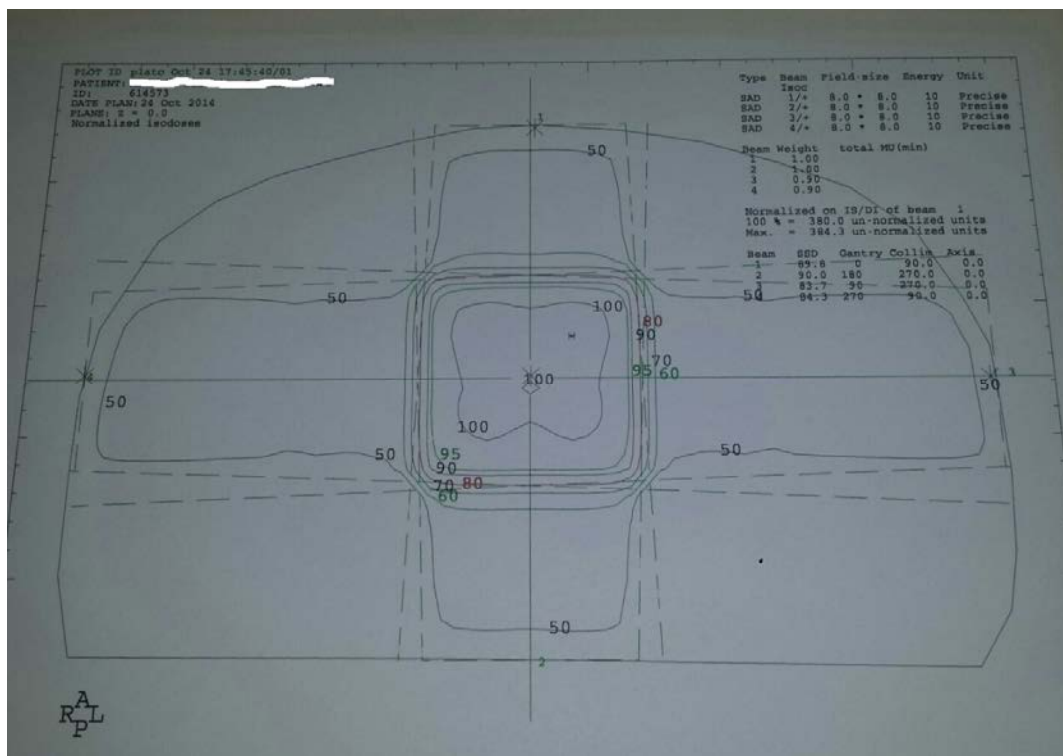 PLOT ID plato Oct 24 17:45:40/01
PATIENT:
ID: 614573
DATE PLAN: 24 Oct 2014
PLANE: Z = 0.0
Normalized isodoses
Type Beam Field-size Energy Unit
Isoc
SAD 1/+ 8.0 * 8.0 10 Precise
SAD 2/+ 8.0 * 8.0 10 Precise
SAD 3/+ 8.0 * 8.0 10 Precise
SAD 4/+ 8.0 * 8.0 10 Precise
Beam Weight total MU(min)
1 1.00
2 1.00
3 0.90
4 0.90
Normalized on IS/DI of beam 1
100 % = 380.0 un-normalized units
Max. = 384.3 un-normalized units
Beam SSD Gantry Collim Axis
1 89.8 0 90.0 0.0
2 90.0 180 270.0 0.0
3 83.7 90 270.0 0.0
84.3 270 90.0 0.0
1
50
50
50
100
80
90
70
95 60
100
3
50
50
100
50
50
95
90
70 80
60
50
2
A
R L
P